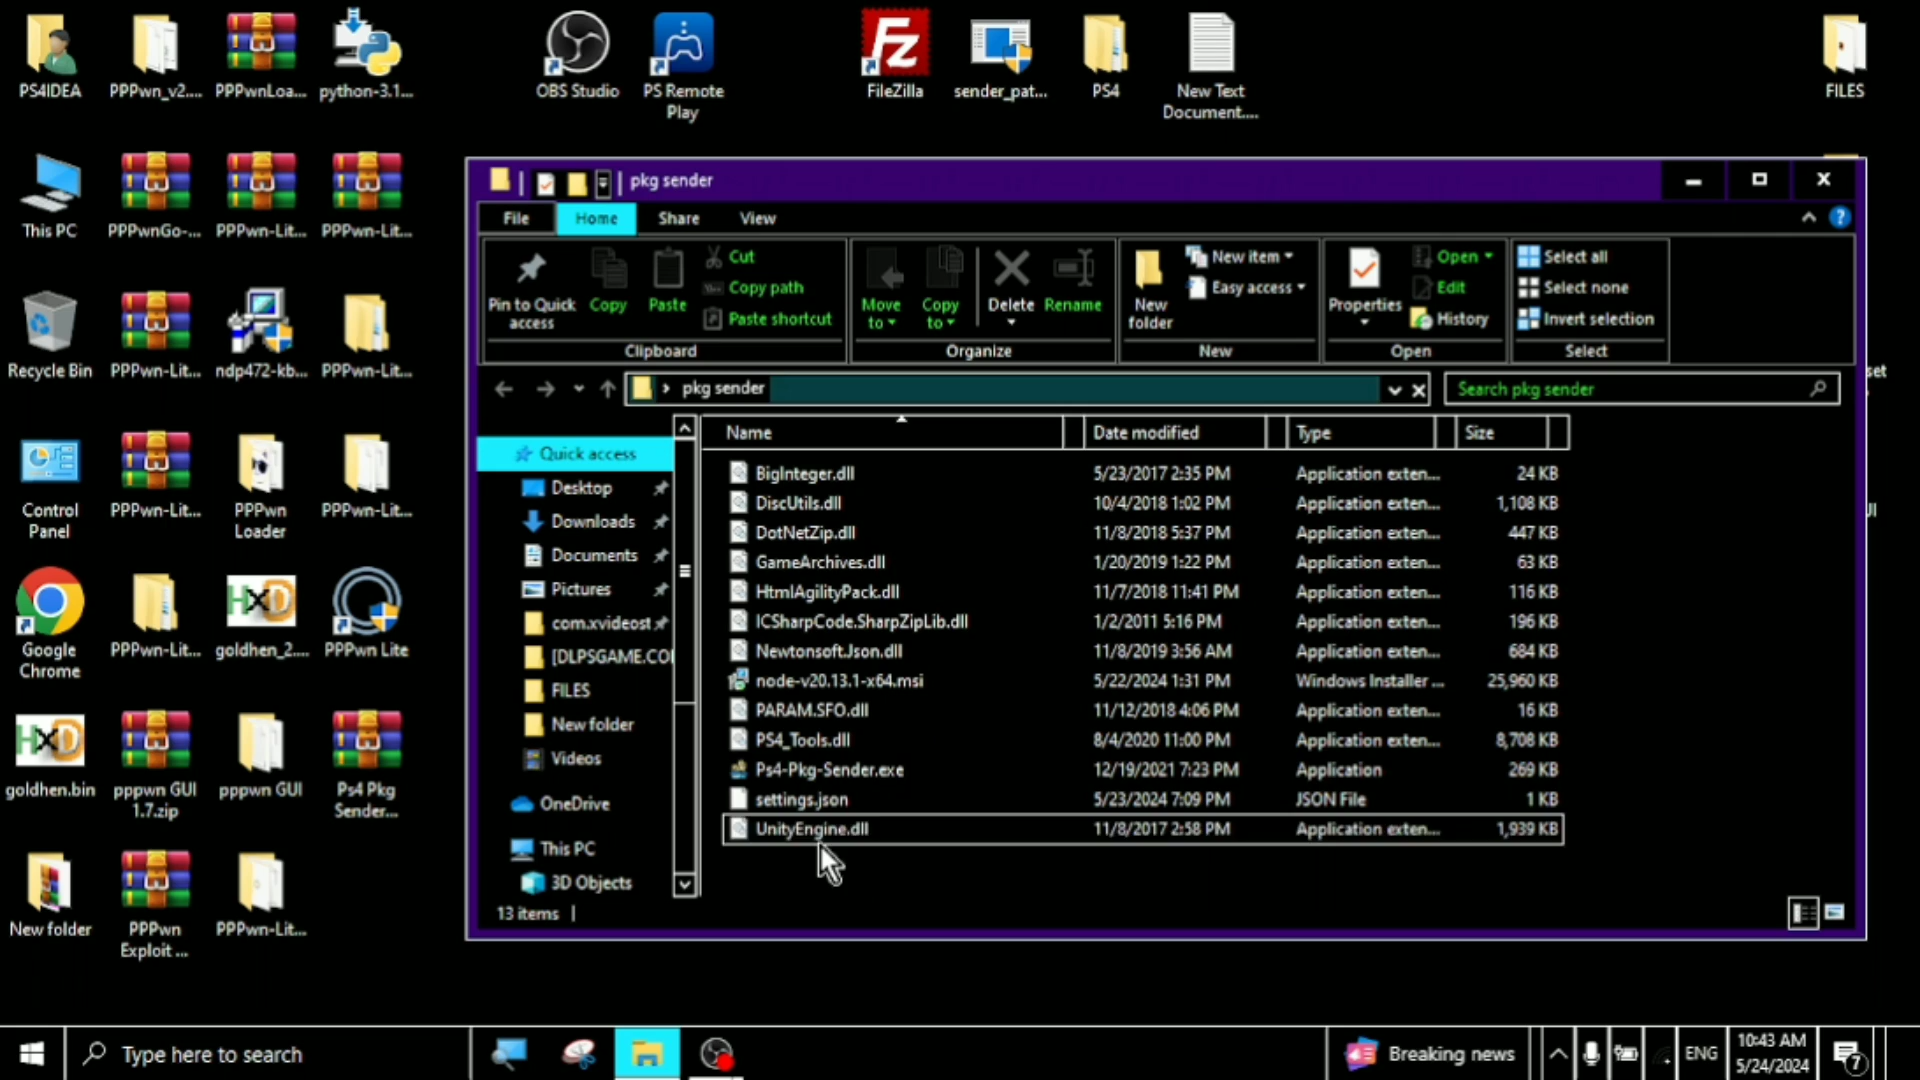 PS4IDEA
PPPwn_v2....
PPPwnLoa...
python-3.1...
OBS Studio
PS Remote
Play
FileZilla
sender_pat...
PS4
New Text
Document....
FILES
This PC
PPPwnGo-...
PPPwn-Lit...
PPPwn-Lit...
Recycle Bin
PPPwn-Lit...
ndp472-kb...
PPPwn-Lit...
Control
Panel
PPPwn-Lit...
PPPwn
Loader
PPPwn-Lit...
Google
Chrome
PPPwn-Lit...
goldhen_2....
PPPwn Lite
goldhen.bin
pppwn GUI
1.7.zip
pppwn GUI
Ps4 Pkg
Sender...
New folder
PPPwn
Exploit ...
PPPwn-Lit...
set
UI
pkg sender
File
Home
Share
View
Pin to Quick
access
Copy
Paste
Cut
Copy path
Paste shortcut
Clipboard
Move
to
Copy
to
Delete
Rename
Organize
New
folder
New item
Easy access
New
Properties
Open
Edit
History
Open
Select all
Select none
Invert selection
Select
pkg sender
Search pkg sender
Quick access
Desktop
Downloads
Documents
Pictures
com.xvideost
[DLPSGAME.COI
FILES
New folder
Videos
OneDrive
This PC
3D Objects
Name Date modified Type Size
BigInteger.dll 5/23/2017 2:35 PM Application exten... 24 KB
DiscUtils.dll 10/4/2018 1:02 PM Application exten... 1,108 KB
DotNetZip.dll 11/8/2018 5:37 PM Application exten... 447 KB
GameArchives.dll 1/20/2019 1:22 PM Application exten... 63 KB
HtmlAgilityPack.dll 11/7/2018 11:41 PM Application exten... 116 KB
ICSharpCode.SharpZipLib.dll 1/2/2011 5:16 PM Application exten... 196 KB
Newtonsoft.Json.dll 11/8/2019 3:56 AM Application exten... 684 KB
node-v20.13.1-x64.msi 5/22/2024 1:31 PM Windows Installer ... 25,960 KB
PARAM.SFO.dll 11/12/2018 4:06 PM Application exten... 16 KB
PS4_Tools.dll 8/4/2020 11:00 PM Application exten... 8,708 KB
Ps4-Pkg-Sender.exe 12/19/2021 7:23 PM Application 269 KB
settings.json 5/23/2024 7:09 PM JSON File 1 KB
UnityEngine.dll 11/8/2017 2:58 PM Application exten... 1,939 KB
13 items
Type here to search
Breaking news
ENG
10:43 AM
5/24/2024
7